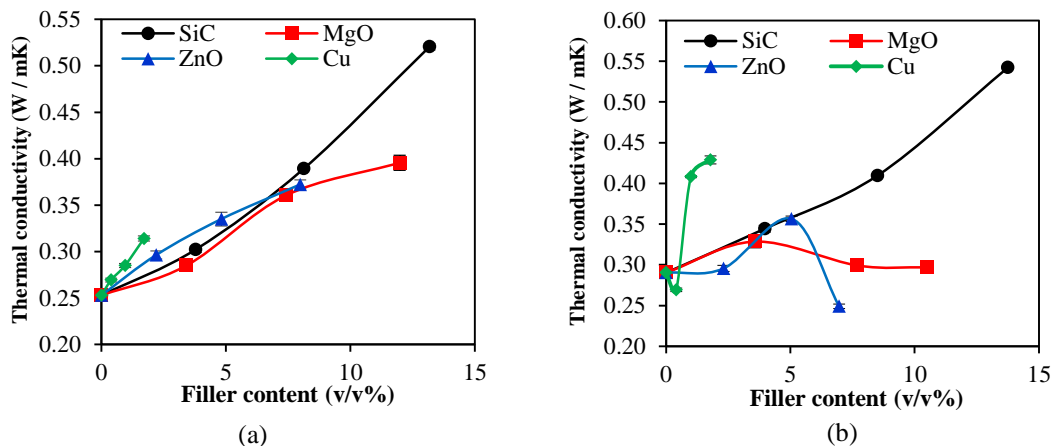 0.55
0.50
0.45
0.40
0.35
0.30
0.25
0.20
Thermal conductivity (W / mK)
SiC MgO
ZnO Cu
0 5 10 15
Filler content (v/v%)
(a)
0.60
0.55
0.50
0.45
0.40
0.35
0.30
0.25
0.20
Thermal conductivity (W / mK)
SiC MgO
ZnO Cu
0 5 10 15
Filler content (v/v%)
(b)